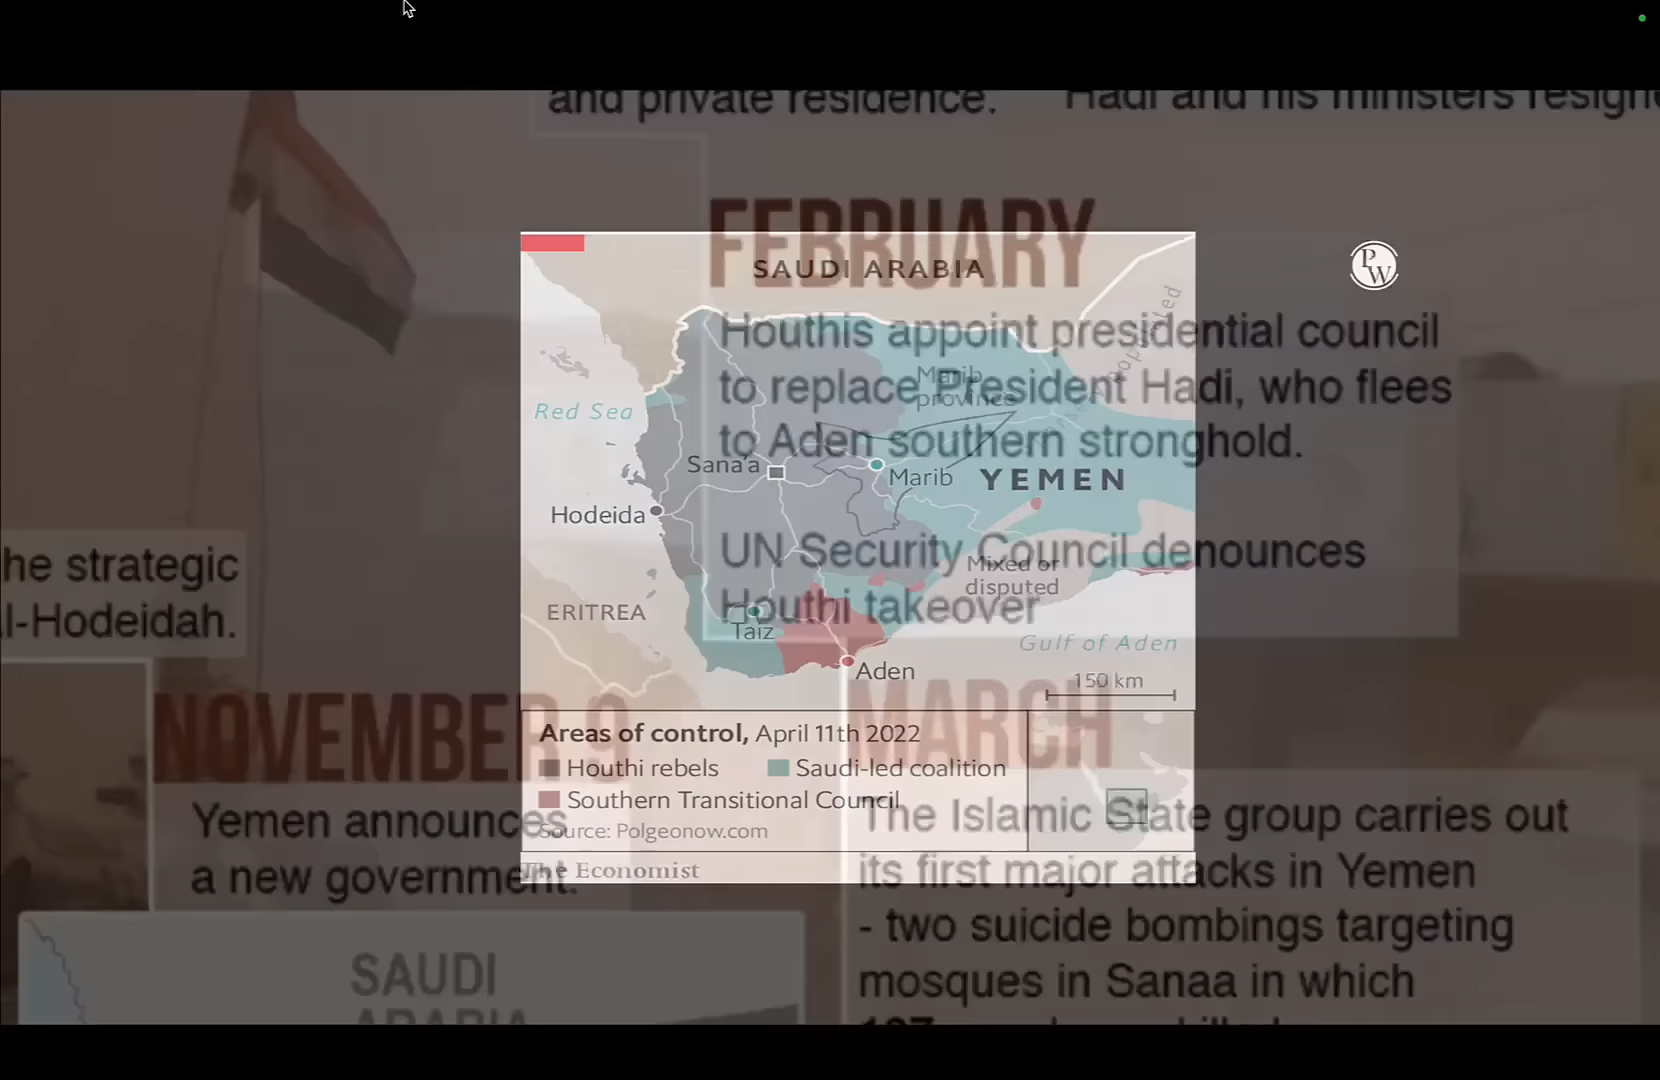 and private residence.
Hadi and his ministers resign
FEBRUARY
SAUDI ARABIA
PW
Houthis appoint presidential council
to replace President Hadi, who flees
to Aden southern stronghold.
UN Security Council denounces
Houthi takeover
Marib
province
Red Sea
Sana'a
Marib
YEMEN
Hodeida
Mixed or
disputed
ERITREA
Taiz
Gulf of Aden
Aden
150 km
he strategic
l-Hodeidah.
NOVEMBER 9
Yemen announces
a new government.
MARCH
Areas of control, April 11th 2022
Houthi rebels
Saudi-led coalition
Southern Transitional Council
Source: Polgeonow.com
The Economist
The Islamic State group carries out
its first major attacks in Yemen
- two suicide bombings targeting
mosques in Sanaa in which
SAUDI
ARABIA